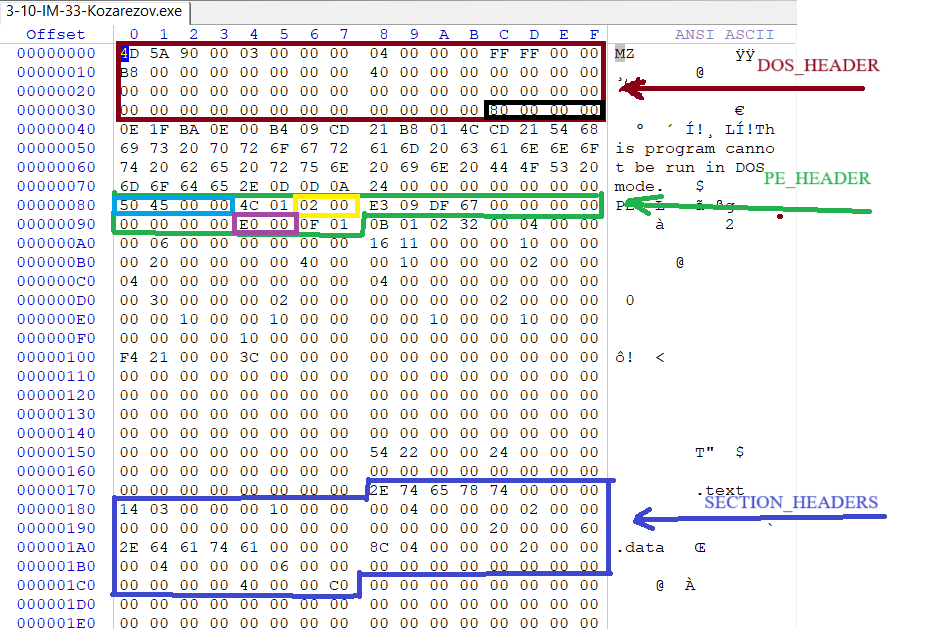 3-10-IM-33-Kozarezov.exe
Offset 0 1 2 3 4 5 6 7 8 9 A B C D E F ANSI ASCII
00000000 4D 5A 90 00 03 00 00 00 04 00 00 00 FF FF 00 00 MZ ÿÿ
00000010 B8 00 00 00 00 00 00 00 40 00 00 00 00 00 00 00 ¸ @
DOS_HEADER
00000020 00 00 00 00 00 00 00 00 00 00 00 00 00 00 00 00
00000030 00 00 00 00 00 00 00 00 00 00 00 00 80 00 00 00 €
00000040 0E 1F BA 0E 00 B4 09 CD 21 B8 01 4C CD 21 54 68 º ´ Í!¸ LÍ!Th
00000050 69 73 20 70 72 6F 67 72 61 6D 20 63 61 6E 6E 6F is program canno
00000060 74 20 62 65 20 72 75 6E 20 69 6E 20 44 4F 53 20 t be run in DOS
00000070 6D 6F 64 65 2E 0D 0D 0A 24 00 00 00 00 00 00 00 mode. $
PE_HEADER
00000080 50 45 00 00 4C 01 02 00 E3 09 DF 67 00 00 00 00 PE L ã ßg
00000090 00 00 00 00 E0 00 0F 01 0B 01 02 32 00 04 00 00 à 2
000000A0 00 06 00 00 00 00 00 00 16 11 00 00 00 10 00 00
000000B0 00 20 00 00 00 00 40 00 00 10 00 00 00 02 00 00 @
000000C0 04 00 00 00 00 00 00 00 04 00 00 00 00 00 00 00
000000D0 00 30 00 00 00 02 00 00 00 00 00 00 02 00 00 00 0
000000E0 00 00 10 00 00 10 00 00 00 00 10 00 00 10 00 00
000000F0 00 00 00 00 10 00 00 00 00 00 00 00 00 00 00 00
00000100 F4 21 00 00 3C 00 00 00 00 00 00 00 00 00 00 00 ô! <
00000110 00 00 00 00 00 00 00 00 00 00 00 00 00 00 00 00
00000120 00 00 00 00 00 00 00 00 00 00 00 00 00 00 00 00
00000130 00 00 00 00 00 00 00 00 00 00 00 00 00 00 00 00
00000140 00 00 00 00 00 00 00 00 00 00 00 00 00 00 00 00
00000150 00 00 00 00 00 00 00 00 54 22 00 00 24 00 00 00 T" $
00000160 00 00 00 00 00 00 00 00 00 00 00 00 00 00 00 00
00000170 00 00 00 00 00 00 00 00 2E 74 65 78 74 00 00 00 .text
SECTION_HEADERS
00000180 14 03 00 00 00 10 00 00 00 04 00 00 00 02 00 00
00000190 00 00 00 00 00 00 00 00 00 00 00 00 20 00 00 60 `
000001A0 2E 64 61 74 61 00 00 00 8C 04 00 00 00 20 00 00 .data Œ
000001B0 00 04 00 00 00 06 00 00 00 00 00 00 00 00 00 00
000001C0 00 00 00 00 40 00 00 C0 00 00 00 00 00 00 00 00 @ À
000001D0 00 00 00 00 00 00 00 00 00 00 00 00 00 00 00 00
000001E0 00 00 00 00 00 00 00 00 00 00 00 00 00 00 00 00